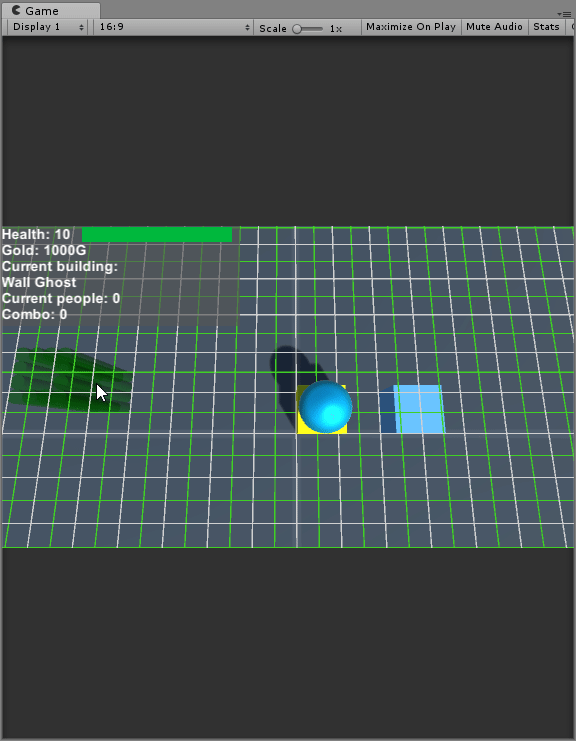 Game
Display 1 16:9 Scale 1x Maximize On Play Mute Audio Stats
Health: 10
Gold: 1000G
Current building:
Wall Ghost
Current people: 0
Combo: 0